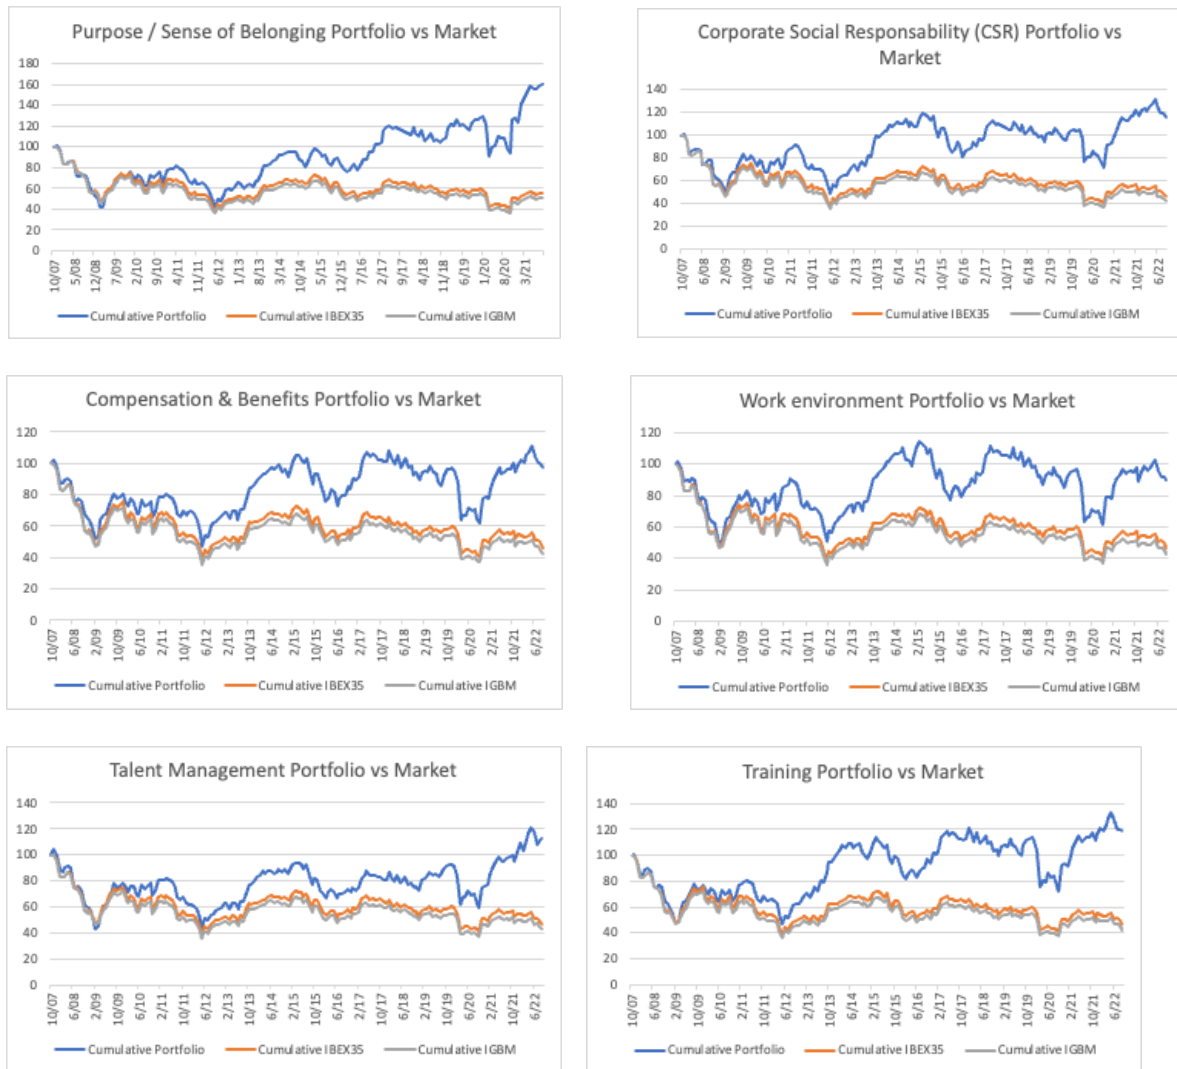 Purpose / Sense of Belonging Portfolio vs Market
180
160
140
120
100
80
60
40
20
0
10/07 5/08 12/08 7/09 2/10 9/10 4/11 11/11 6/12 1/13 8/13 3/14 10/14 5/15 12/15 7/16 2/17 9/17 4/18 11/18 6/19 1/20 8/20 3/21
Cumulative Portfolio Cumulative IBEX35 Cumulative IGBM
Corporate Social Responsability (CSR) Portfolio vs
Market
140
120
100
80
60
40
20
0
10/07 6/08 2/09 10/09 6/10 2/11 10/11 6/12 2/13 10/13 6/14 2/15 10/15 6/16 2/17 10/17 6/18 2/19 10/19 6/20 2/21 10/21 6/22
Cumulative Portfolio Cumulative IBEX35 Cumulative IGBM
Compensation & Benefits Portfolio vs Market
120
100
80
60
40
20
0
10/07 6/08 2/09 10/09 6/10 2/11 10/11 6/12 2/13 10/13 6/14 2/15 10/15 6/16 2/17 10/17 6/18 2/19 10/19 6/20 2/21 10/21 6/22
Cumulative Portfolio Cumulative IBEX35 Cumulative IGBM
Work environment Portfolio vs Market
120
100
80
60
40
20
0
10/07 6/08 2/09 10/09 6/10 2/11 10/11 6/12 2/13 10/13 6/14 2/15 10/15 6/16 2/17 10/17 6/18 2/19 10/19 6/20 2/21 10/21 6/22
Cumulative Portfolio Cumulative IBEX35 Cumulative IGBM
Talent Management Portfolio vs Market
140
120
100
80
60
40
20
0
10/07 6/08 2/09 10/09 6/10 2/11 10/11 6/12 2/13 10/13 6/14 2/15 10/15 6/16 2/17 10/17 6/18 2/19 10/19 6/20 2/21 10/21 6/22
Cumulative Portfolio Cumulative IBEX35 Cumulative IGBM
Training Portfolio vs Market
140
120
100
80
60
40
20
0
10/07 6/08 2/09 10/09 6/10 2/11 10/11 6/12 2/13 10/13 6/14 2/15 10/15 6/16 2/17 10/17 6/18 2/19 10/19 6/20 2/21 10/21 6/22
Cumulative Portfolio Cumulative IBEX35 Cumulative IGBM